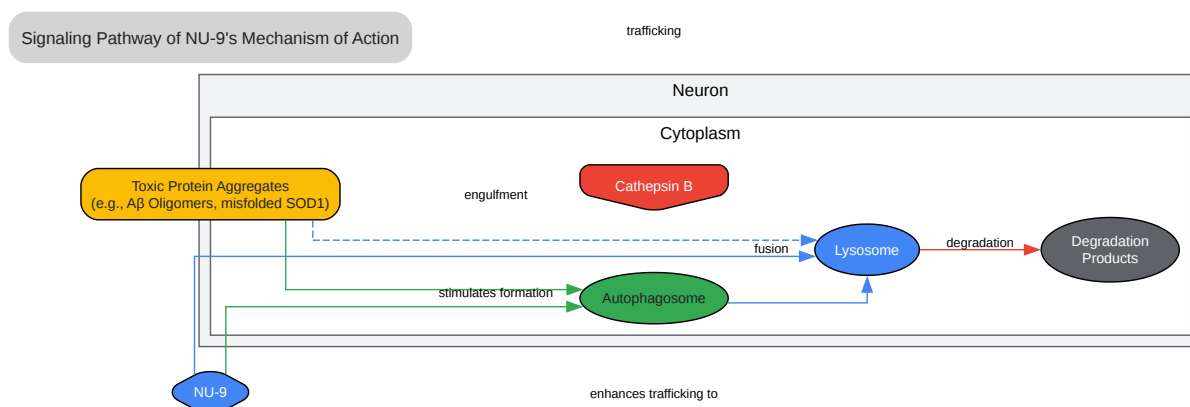 Signaling Pathway of NU-9's Mechanism of Action
trafficking
Neuron
Cytoplasm
Toxic Protein Aggregates
(e.g., Aβ Oligomers, misfolded SOD1)
engulfment
Cathepsin B
fusion
Lysosome
degradation
Degradation
Products
stimulates formation
Autophagosome
NU-9
enhances trafficking to